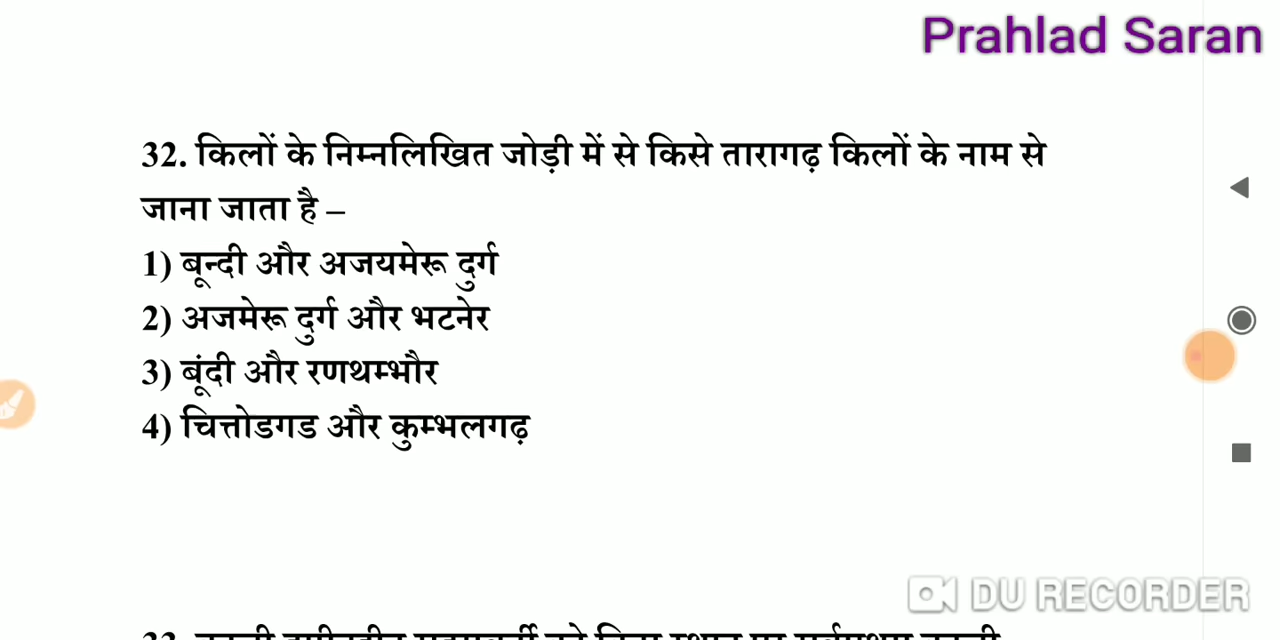 Prahlad Saran
32. किलों के निम्नलिखित जोड़ी में से किसे तारागढ़ किलों के नाम से
जाना जाता है –
1) बून्दी और अजयमेरू दुर्ग
2) अजमेरू दुर्ग और भटनेर
3) बूंदी और रणथम्भौर
4) चित्तोडगड और कुम्भलगढ़
DU RECORDER